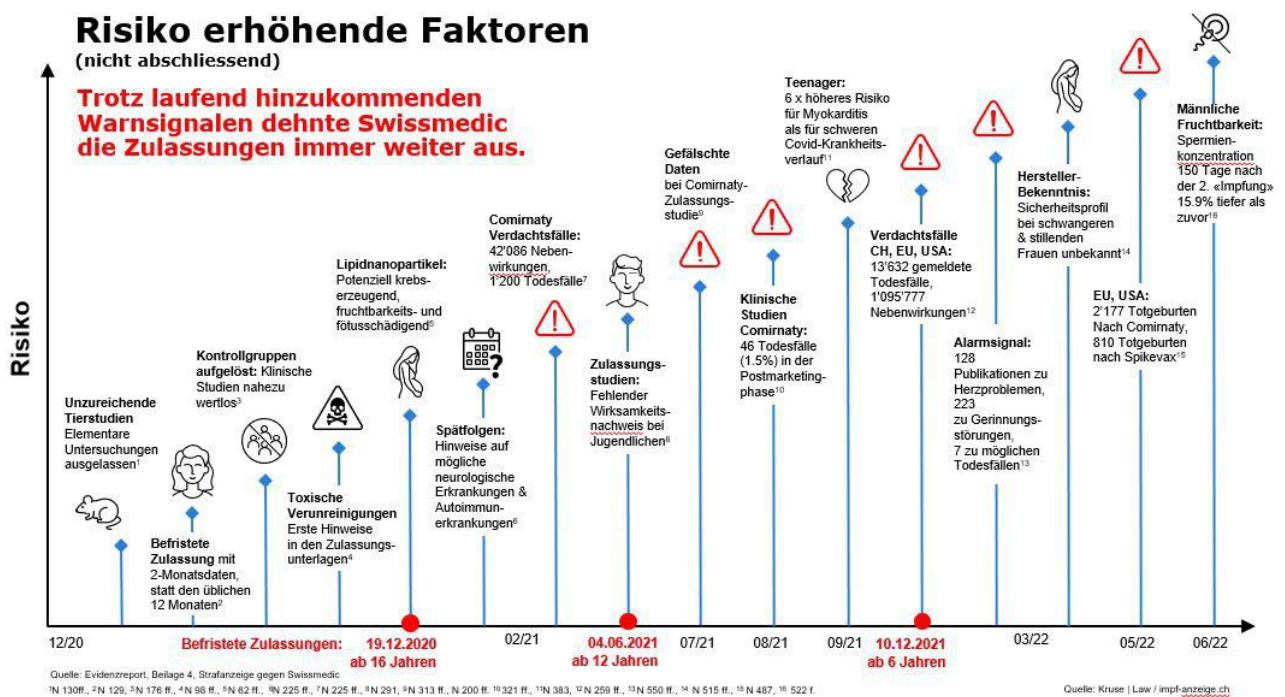 Risiko erhöhende Faktoren
(nicht abschliessend)
Trotz laufend hinzukommenden
Warnsignalen dehnte Swissmedic
die Zulassungen immer weiter aus.
Risiko
Unzureichende
Tierstudien
Elementare
Untersuchungen
ausgelassen¹
Befristete
Zulassung mit
2-Monatsdaten,
statt den üblichen
12 Monaten²
Kontrollgruppen
aufgelöst: Klinische
Studien nahezu
wertlos³
Toxische
Verunreinigungen
Erste Hinweise
in den Zulassungs-
unterlagen⁴
Lipidnanopartikel:
Potenziell krebs-
erzeugend,
fruchtbarkeits- und
fötusschädigend⁵
?
Spätfolgen:
Hinweise auf
mögliche
neurologische
Erkrankungen &
Autoimmun-
erkrankungen⁶
Comirnaty
Verdachtsfälle:
42'086 Neben-
wirkungen,
1'200 Todesfälle⁷
Zulassungs-
studien:
Fehlender
Wirksamkeits-
nachweis bei
Jugendlichen⁸
Gefälschte
Daten
bei Comirnaty-
Zulassungs-
studie⁹
Klinische
Studien
Comirnaty:
46 Todesfälle
(1.5%) in der
Postmarketing-
phase¹⁰
Teenager:
6 x höheres Risiko
für Myokarditis
als für schweren
Covid-Krankheits-
verlauf¹¹
Verdachtsfälle
CH, EU, USA:
13'632 gemeldete
Todesfälle,
1'095'777
Nebenwirkungen¹²
Alarmsignal:
128
Publikationen zu
Herzproblemen,
223
zu Gerinnungs-
störungen,
7 zu möglichen
Todesfällen¹³
Hersteller-
Bekenntnis:
Sicherheitsprofil
bei schwangeren
& stillenden
Frauen unbekannt¹⁴
EU, USA:
2'177 Totgeburten
Nach Comirnaty,
810 Totgeburten
nach Spikevax¹⁵
Männliche
Fruchtbarkeit:
Spermien-
konzentration
150 Tage nach
der 2. «Impfung»
15.9% tiefer als
zuvor¹⁶
12/20
Befristete Zulassungen:
19.12.2020
ab 16 Jahren
02/21
04.06.2021
ab 12 Jahren
07/21
08/21
09/21
10.12.2021
ab 6 Jahren
03/22
05/22
06/22
Quelle: Evidenzreport, Beilage 4, Strafanzeige gegen Swissmedic
¹N 130ff., ²N 129, ³N 176 ff., ⁴N 98 ff., ⁵N 62 ff., ⁶N 225 ff., ⁷N 225 ff., ⁸N 291, ⁹N 313 ff., N 200 ff. ¹⁰ 321 ff., ¹¹N 383, ¹²N 259 ff., ¹³N 550 ff., ¹⁴ N 515 ff., ¹⁵ N 487, ¹⁶ 522 f.
Quelle: Kruse | Law / impf-anzeige.ch